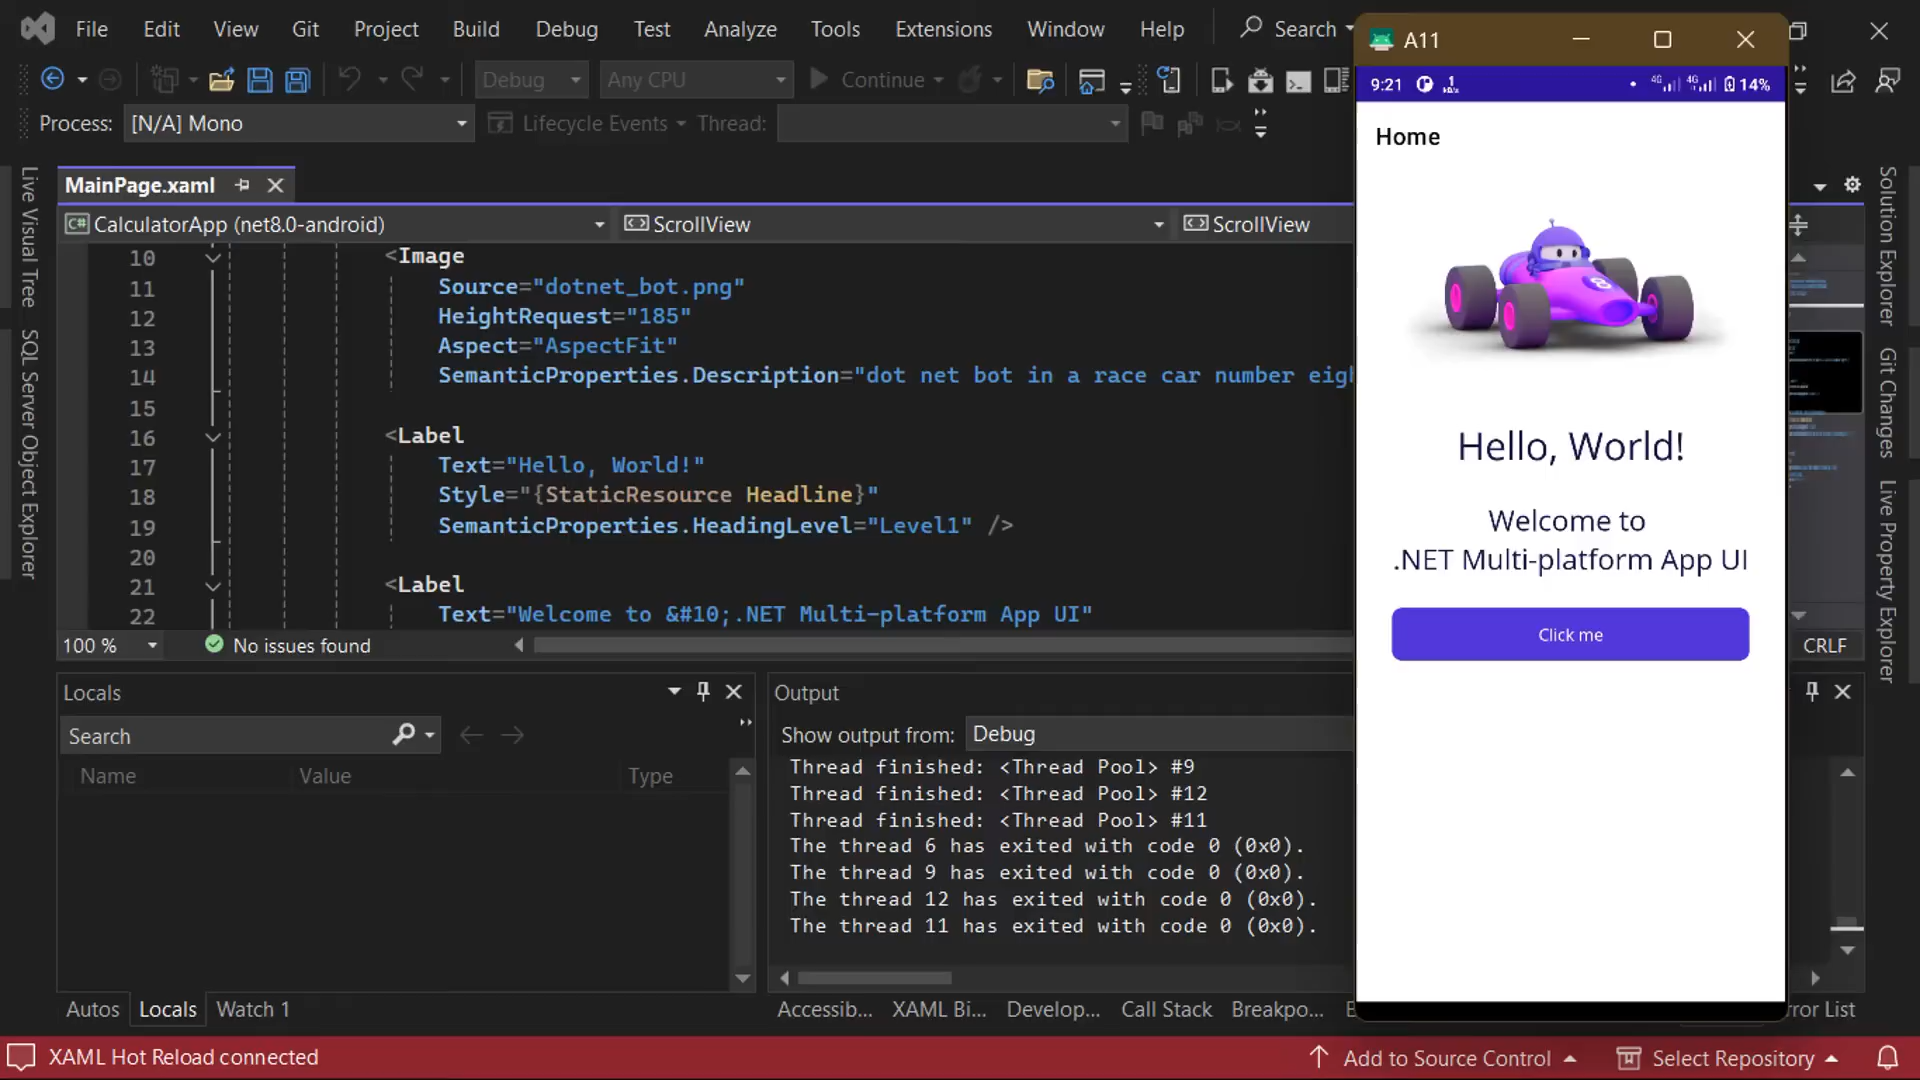 File Edit View Git Project Build Debug Test Analyze Tools Extensions Window Help Search
Debug Any CPU Continue
Process: [N/A] Mono Lifecycle Events Thread:
MainPage.xaml
CalculatorApp (net8.0-android) ScrollView ScrollView
10 <Image
11 Source="dotnet_bot.png"
12 HeightRequest="185"
13 Aspect="AspectFit"
14 SemanticProperties.Description="dot net bot in a race car number eigh
15
16 <Label
17 Text="Hello, World!"
18 Style="{StaticResource Headline}"
19 SemanticProperties.HeadingLevel="Level1" />
20
21 <Label
22 Text="Welcome to &#10;.NET Multi-platform App UI"
100 % No issues found
CRLF
Live Visual Tree
SQL Server Object Explorer
Locals
Search
Name Value Type
Autos Locals Watch 1
Output
Show output from: Debug
Thread finished: <Thread Pool> #9
Thread finished: <Thread Pool> #12
Thread finished: <Thread Pool> #11
The thread 6 has exited with code 0 (0x0).
The thread 9 has exited with code 0 (0x0).
The thread 12 has exited with code 0 (0x0).
The thread 11 has exited with code 0 (0x0).
Accessib... XAML Bi... Develop... Call Stack Breakpo...
rror List
A11
9:21 4G 4G 14%
Home
Hello, World!
Welcome to
.NET Multi-platform App UI
Click me
Solution Explorer
Git Changes
Live Property Explorer
XAML Hot Reload connected
Add to Source Control Select Repository